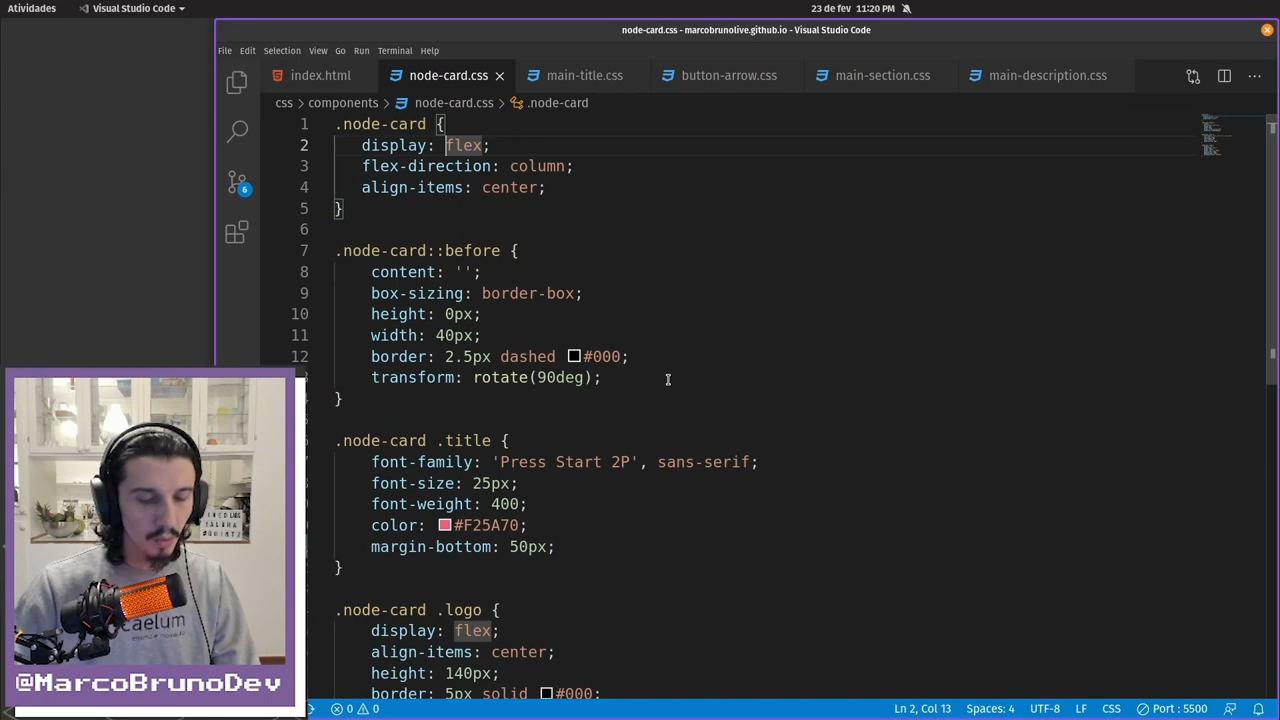 Atividades
Visual Studio Code
23 de fev 11:20 PM
node-card.css - marcobrunolive.github.io - Visual Studio Code
File Edit Selection View Go Run Terminal Help
index.html node-card.css main-title.css button-arrow.css main-section.css main-description.css
css > components > node-card.css > .node-card
1 .node-card {
2 display: flex;
3 flex-direction: column;
4 align-items: center;
5 }
6
7 .node-card::before {
8 content: '';
9 box-sizing: border-box;
10 height: 0px;
11 width: 40px;
12 border: 2.5px dashed #000;
transform: rotate(90deg);
}
.node-card .title {
font-family: 'Press Start 2P', sans-serif;
font-size: 25px;
font-weight: 400;
color: #F25A70;
margin-bottom: 50px;
}
.node-card .logo {
display: flex;
align-items: center;
height: 140px;
border: 5px solid #000;
6
caelum
@MarcoBrunoDev
0 0
Ln 2, Col 13 Spaces: 4 UTF-8 LF CSS Port : 5500